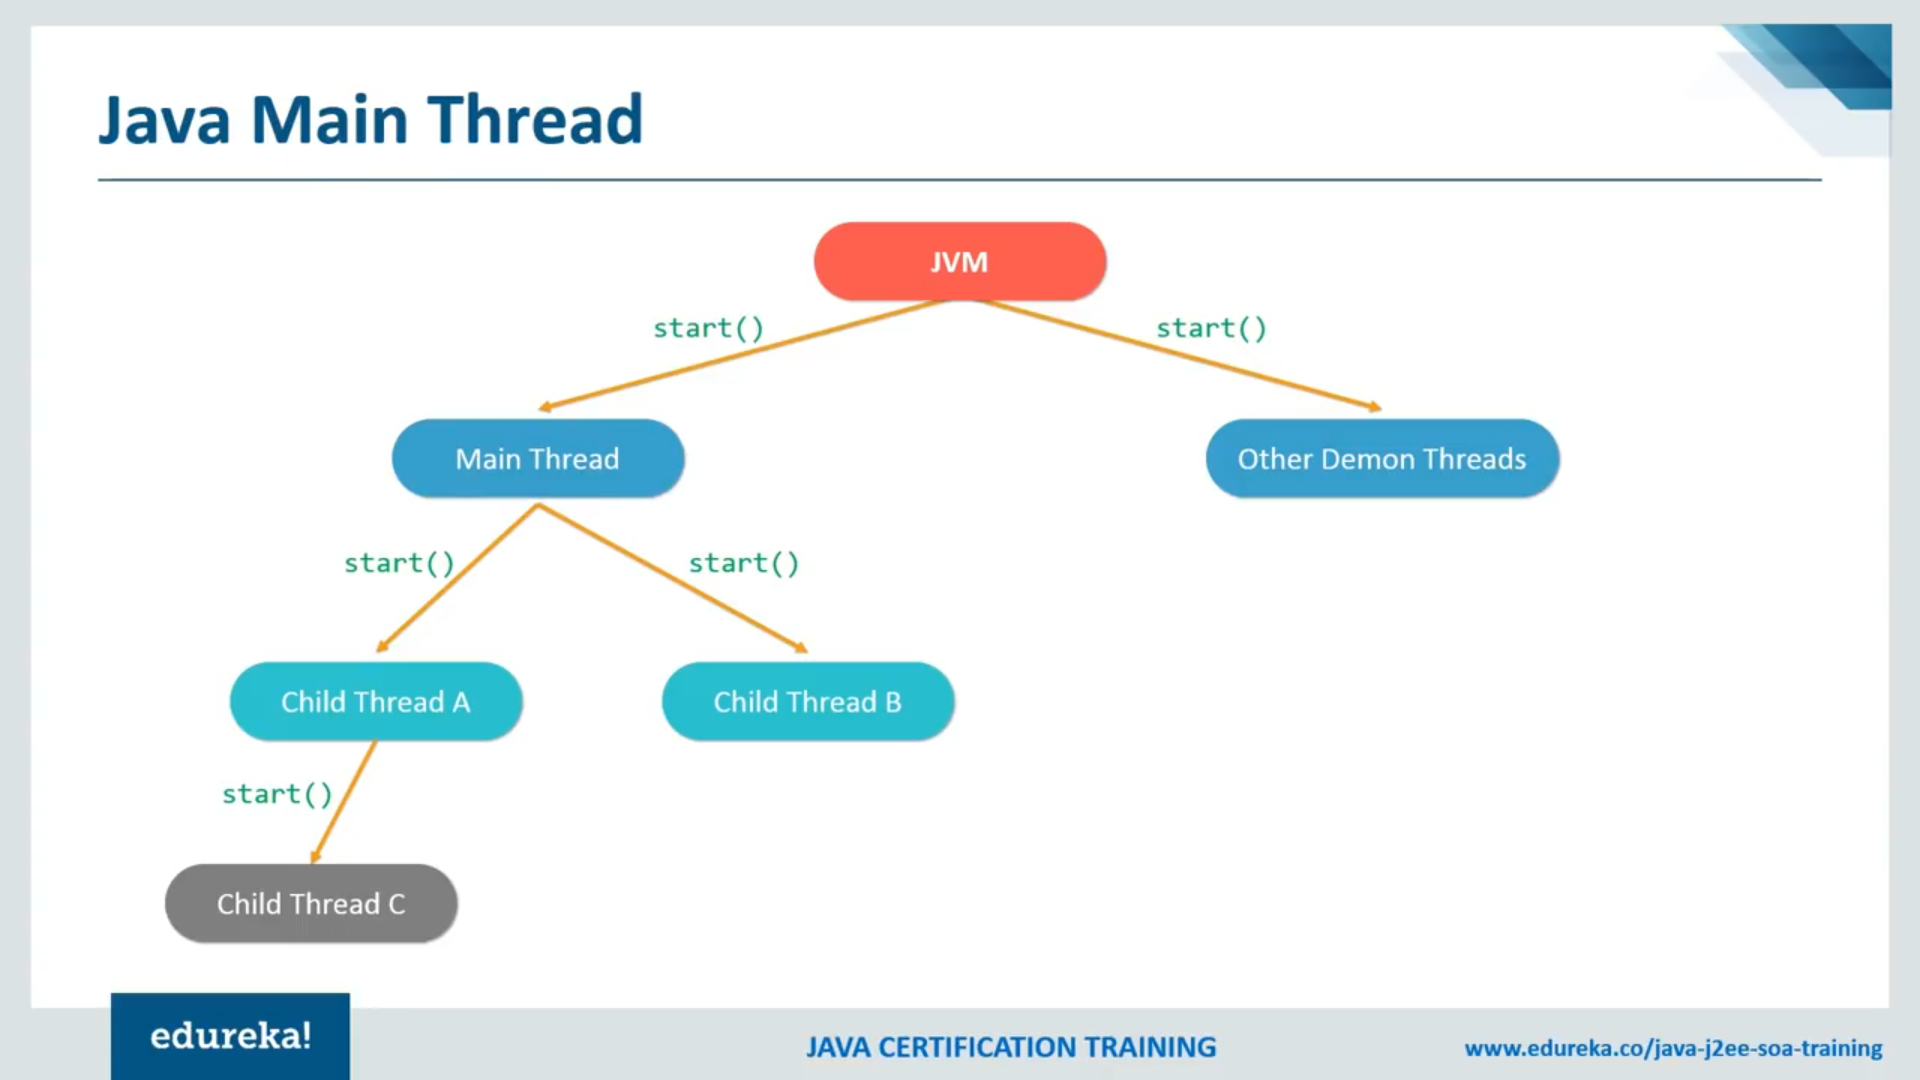 Java Main Thread
JVM
start()
start()
Main Thread
Other Demon Threads
start()
start()
Child Thread A
Child Thread B
start()
Child Thread C
edureka!
JAVA CERTIFICATION TRAINING
www.edureka.co/java-j2ee-soa-training